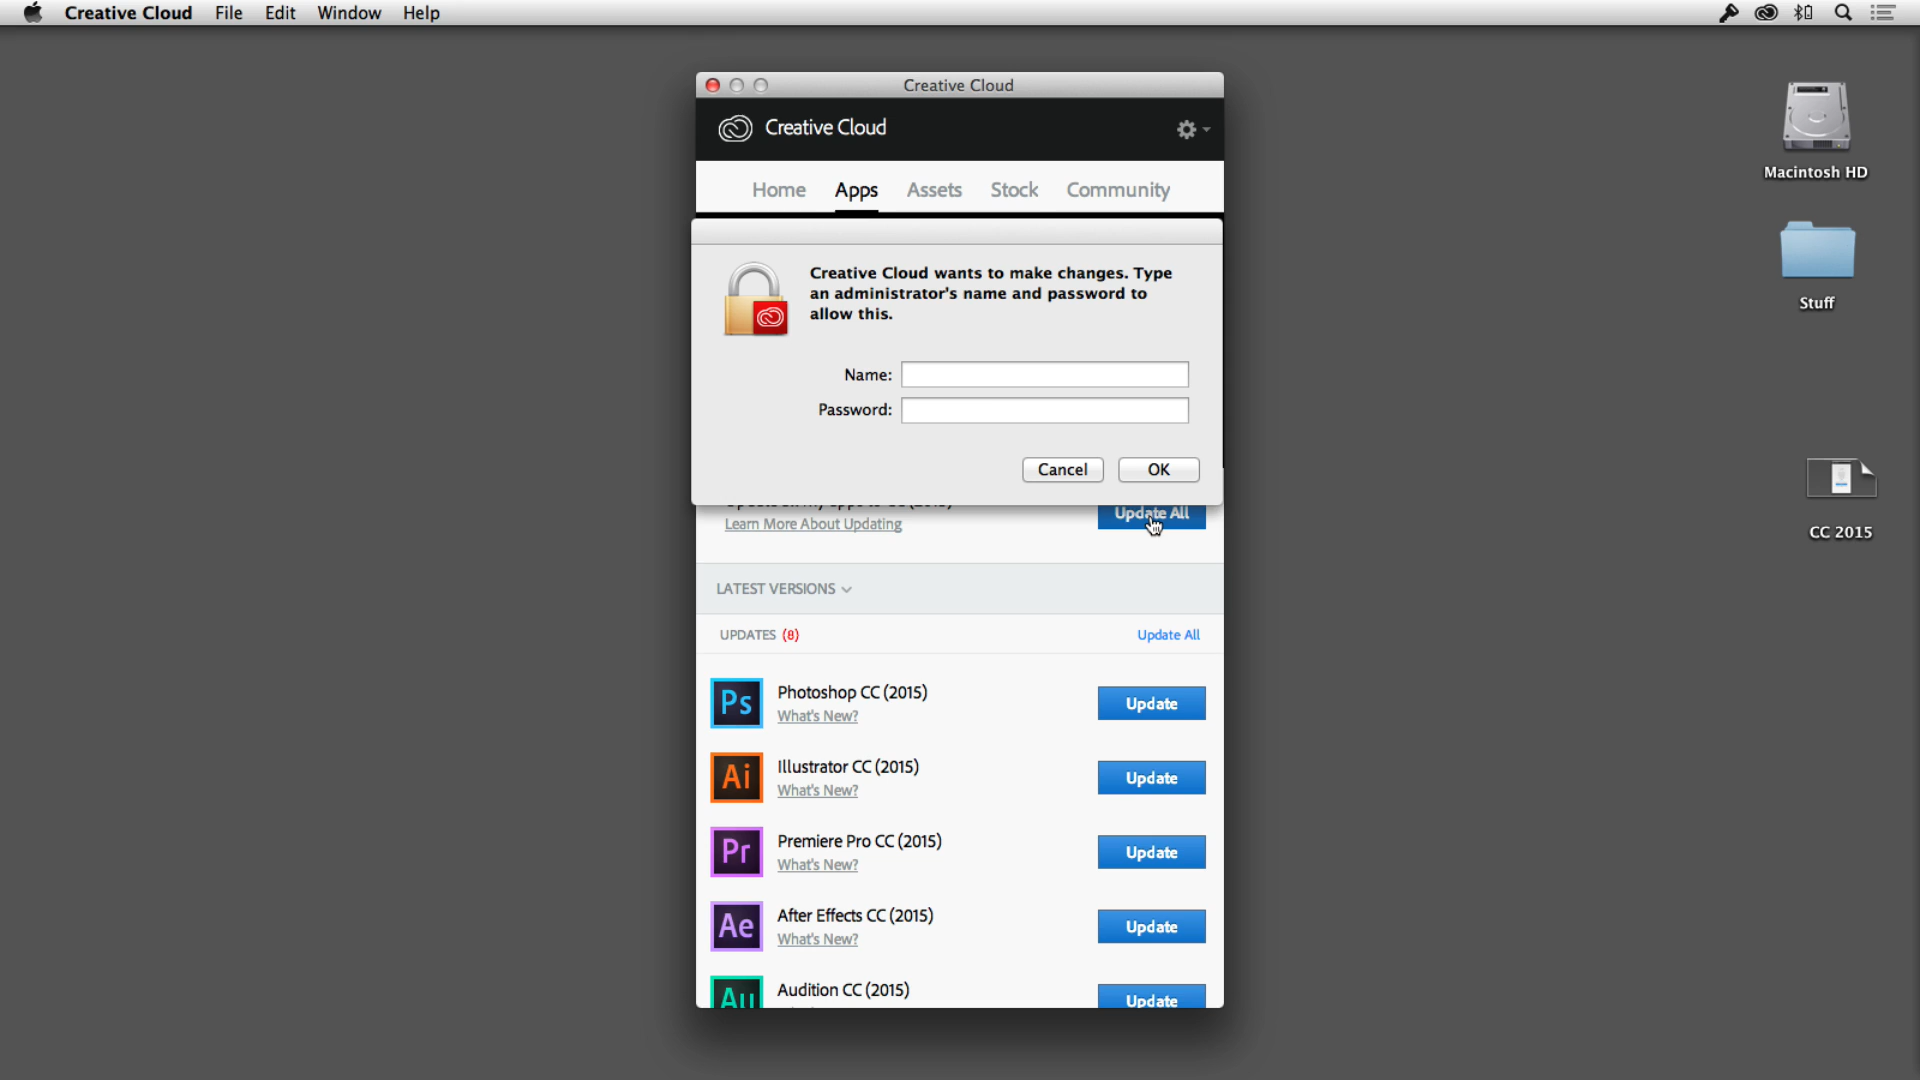 Creative Cloud File Edit Window Help
Creative Cloud
Creative Cloud
Home Apps Assets Stock Community
Creative Cloud wants to make changes. Type
an administrator's name and password to
allow this.
Name:
Password:
Cancel OK
Learn More About Updating
Update All
LATEST VERSIONS
UPDATES (8) Update All
Ps Photoshop CC (2015)
What's New?
Update
Ai Illustrator CC (2015)
What's New?
Update
Pr Premiere Pro CC (2015)
What's New?
Update
Ae After Effects CC (2015)
What's New?
Update
Au Audition CC (2015)
Update
Macintosh HD
Stuff
CC 2015